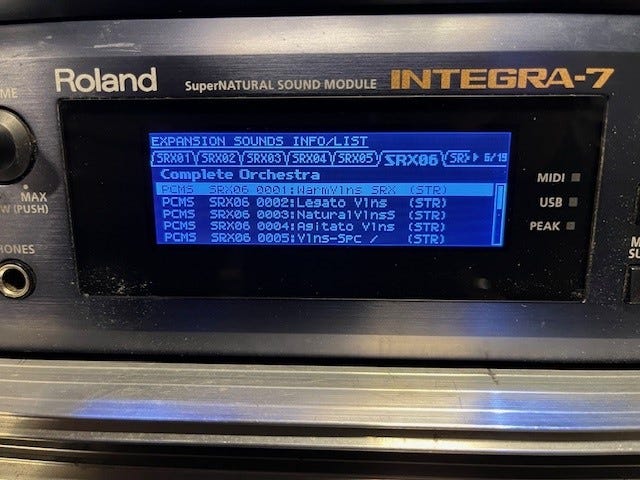 Roland SuperNATURAL SOUND MODULE INTEGRA-7
EXPANSION SOUNDS INFO/LIST
SRX01 SRX02 SRX03 SRX04 SRX05 SRX06 6/19
Complete Orchestra
PCMS SRX06 0001:WarmVlns SRX (STR)
PCMS SRX06 0002:Legato Vlns (STR)
PCMS SRX06 0003:NaturalVlnsS (STR)
PCMS SRX06 0004:Agitato Vlns (STR)
PCMS SRX06 0005:Vlns-Spc / (STR)
MIDI
USB
PEAK
MAX
(PUSH)